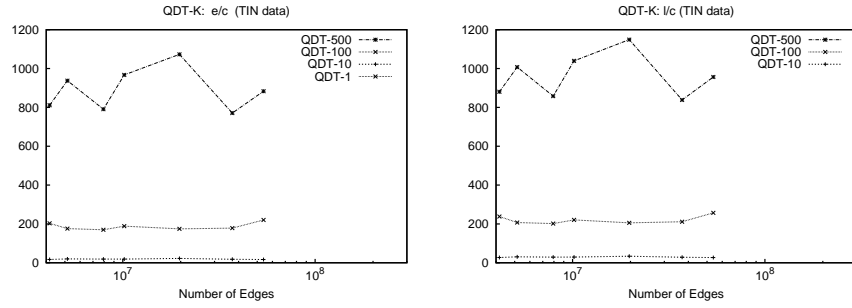 QDT-K: e/c (TIN data)
1200
1000
800
600
400
200
0
QDT-500
QDT-100
QDT-10
QDT-1
10^7
10^8
Number of Edges
QDT-K: l/c (TIN data)
1200
1000
800
600
400
200
0
QDT-500
QDT-100
QDT-10
10^7
10^8
Number of Edges